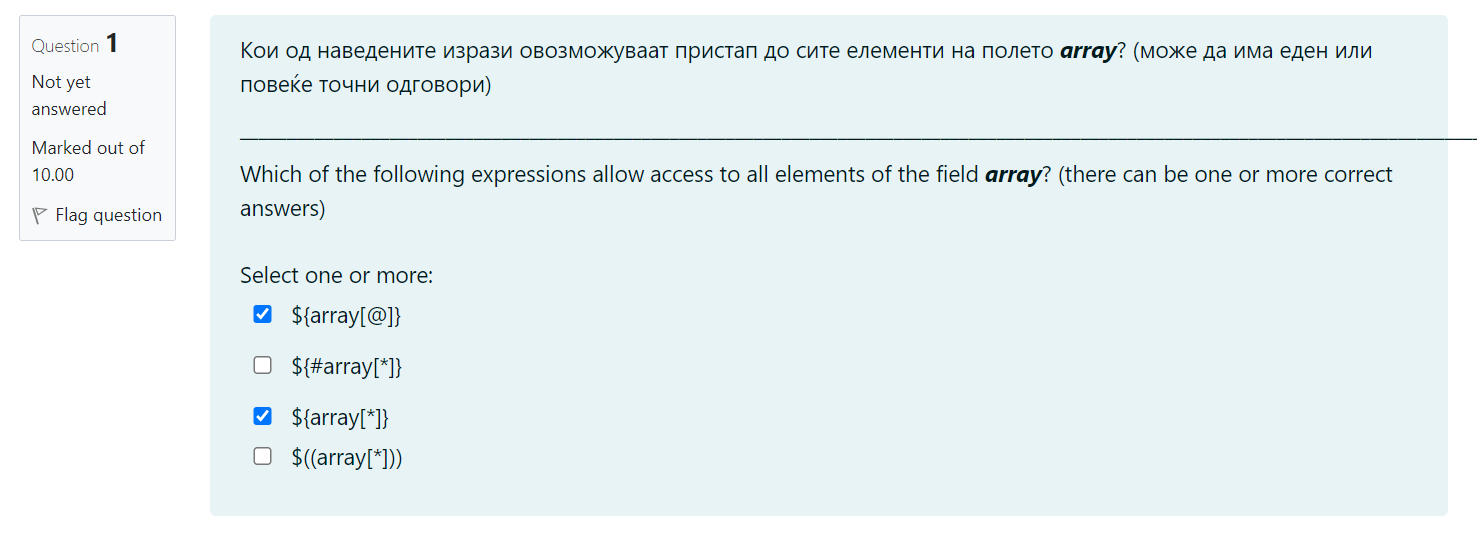 Question 1
Not yet
answered
Marked out of
10.00
Flag question
Кои од наведените изрази овозможуваат пристап до сите елементи на полето array? (може да има еден или
повеќе точни одговори)
Which of the following expressions allow access to all elements of the field array? (there can be one or more correct
answers)
Select one or more:
${array[@]}
${#array[*]}
${array[*]}
$((array[*]))